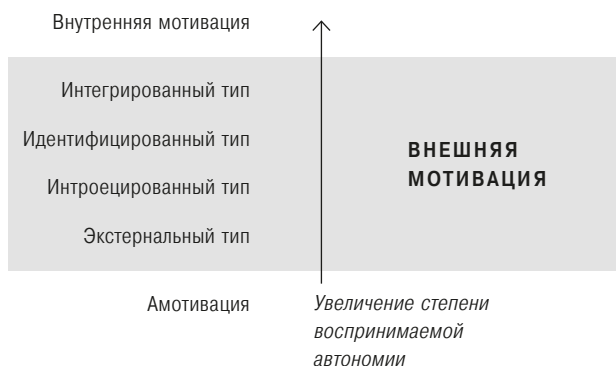 Внутренняя мотивация
Интегрированный тип
Идентифицированный тип
Интроецированный тип
Экстернальный тип
ВНЕШНЯЯ
МОТИВАЦИЯ
Амотивация
Увеличение степени
воспринимаемой
автономии